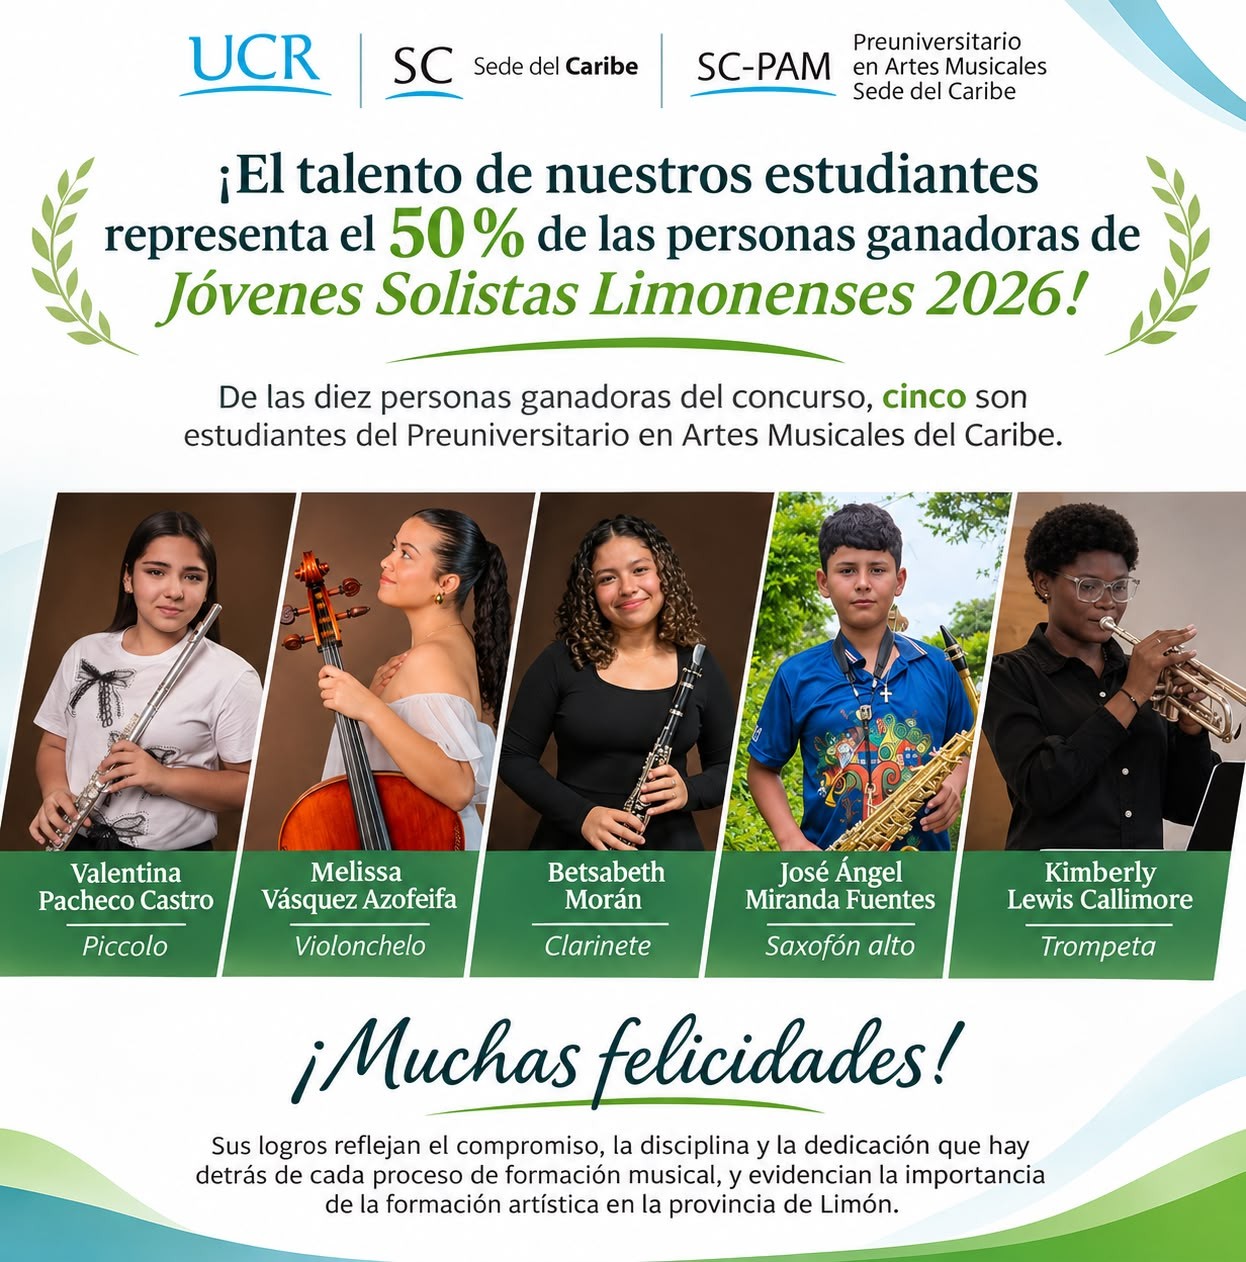 UCR
SC
Sede del Caribe
SC-PAM
Preuniversitario
en Artes Musicales
Sede del Caribe
¡El talento de nuestros estudiantes
representa el 50% de las personas ganadoras de
Jóvenes Solistas Limonenses 2026!
De las diez personas ganadoras del concurso, cinco son
estudiantes del Preuniversitario en Artes Musicales del Caribe.
Valentina
Pacheco Castro
Piccolo
Melissa
Vásquez Azofeifa
Violonchelo
Betsabeth
Morán
Clarinete
José Ángel
Miranda Fuentes
Saxofón alto
Kimberly
Lewis Callimore
Trompeta
¡Muchas felicidades!
Sus logros reflejan el compromiso, la disciplina y la dedicación que hay
detrás de cada proceso de formación musical, y evidencian la importancia
de la formación artística en la provincia de Limón.